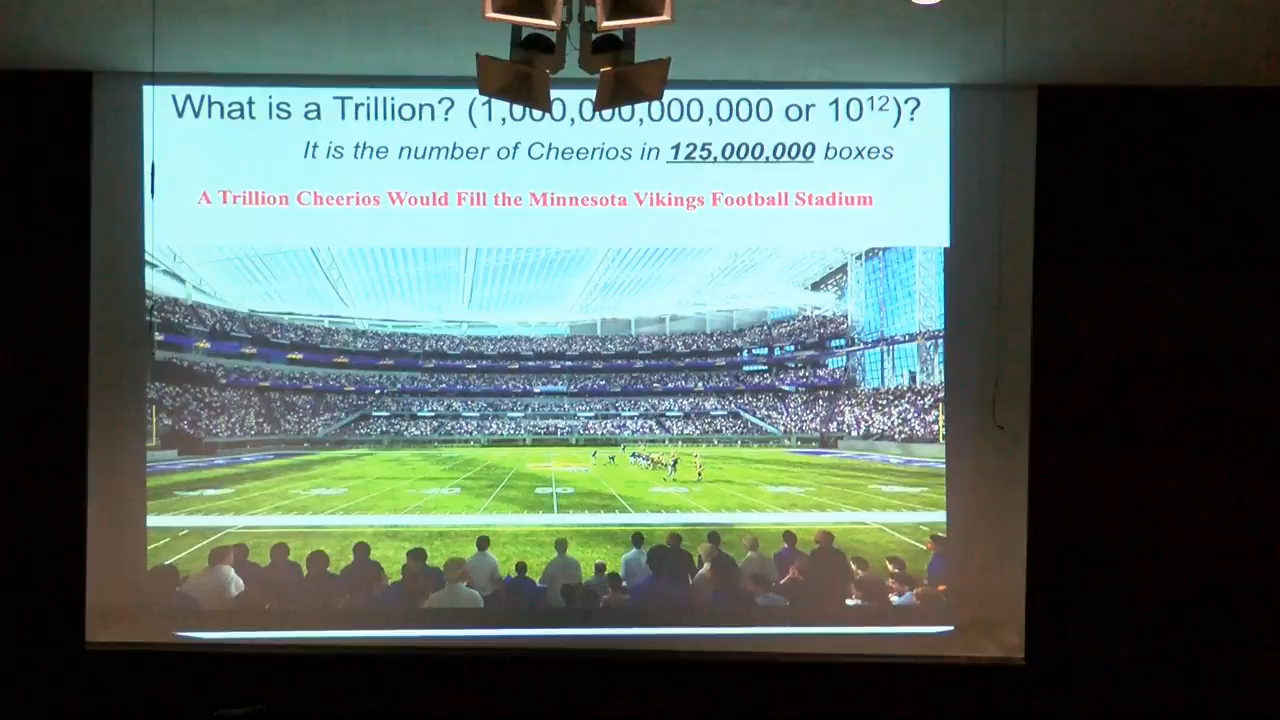 What is a Trillion? (1,000,000,000,000 or 10¹²)?
It is the number of Cheerios in 125,000,000 boxes
A Trillion Cheerios Would Fill the Minnesota Vikings Football Stadium
50